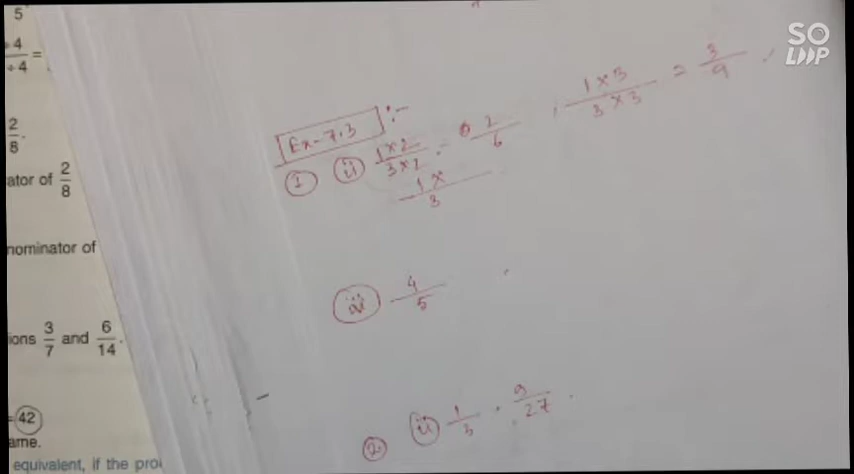 5
÷4
÷4 =
2/8.
ator of 2/8
nominator of
ions 3/7 and 6/14.
= 42
ame.
equivalent, if the pro
SO LOOP
Ex-7.3 :-
① ⓘⓘ 1×2/3×2 = 2/6 , 1×3/3×3 = 3/9 ,
1×/3
4/5
② ⓘⓘ 1/3 , 9/27 .